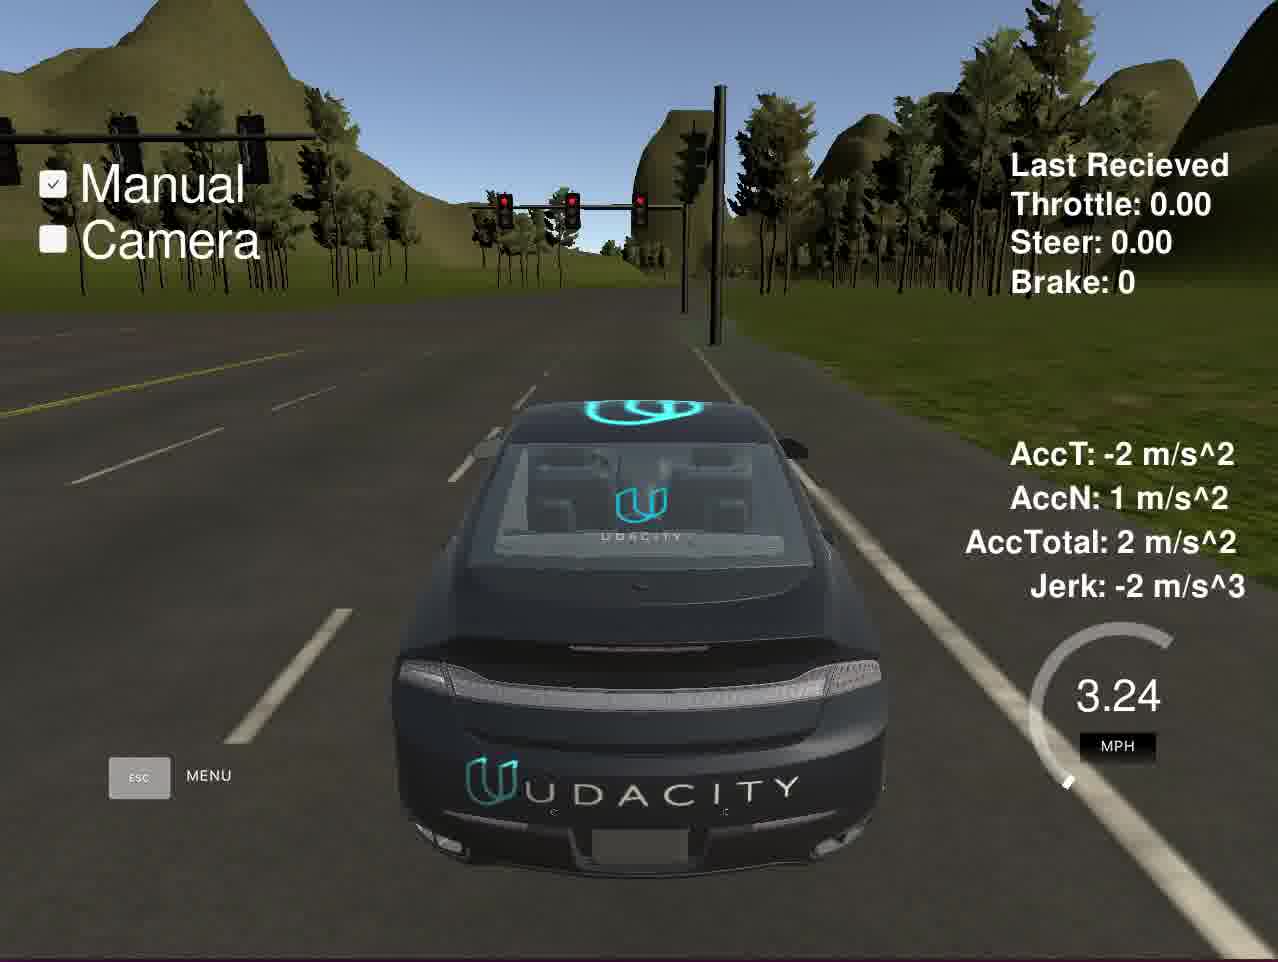 Manual
Camera
Last Recieved
Throttle: 0.00
Steer: 0.00
Brake: 0
AccT: -2 m/s^2
AccN: 1 m/s^2
AccTotal: 2 m/s^2
Jerk: -2 m/s^3
3.24
MPH
UDACITY
ESC MENU
UDACITY